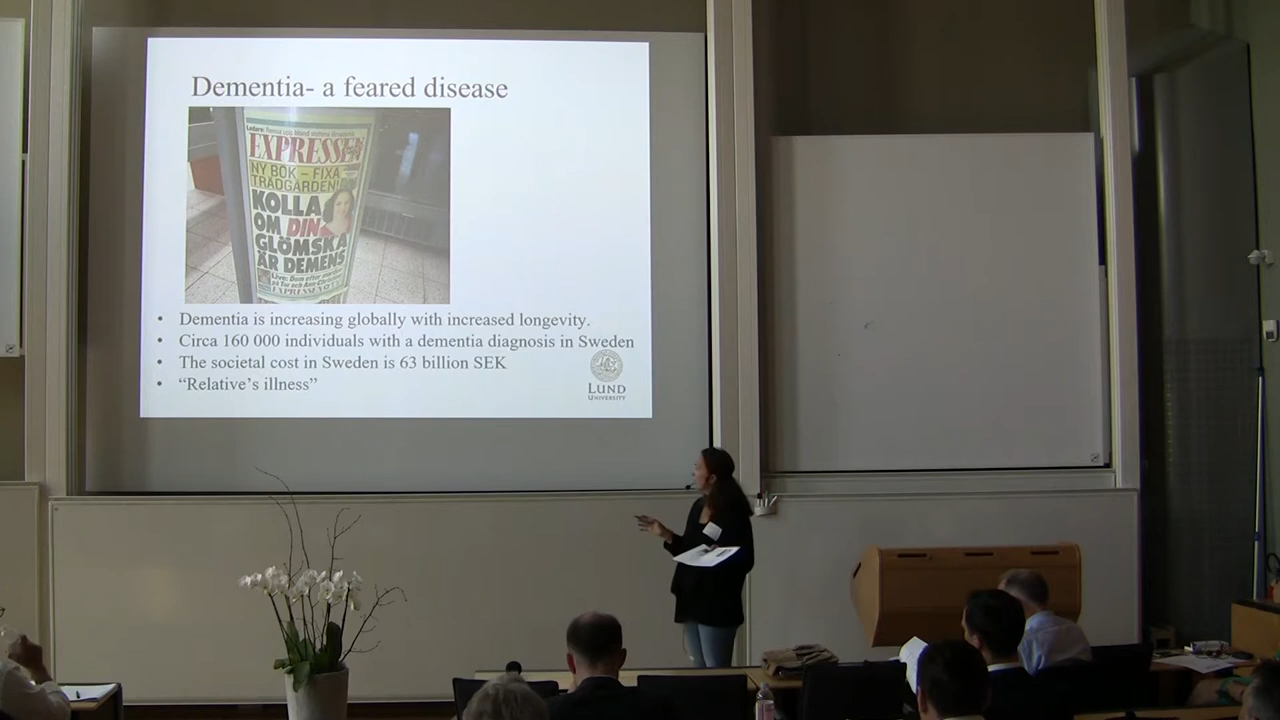 Dementia- a feared disease
EXPRESSEN
NY BOK – FIXA
TRÄDGÅRDEN!
KOLLA
OM DIN
GLÖMSKA
ÄR DEMENS
• Dementia is increasing globally with increased longevity.
• Circa 160 000 individuals with a dementia diagnosis in Sweden
• The societal cost in Sweden is 63 billion SEK
• “Relative’s illness”
LUND
UNIVERSITY